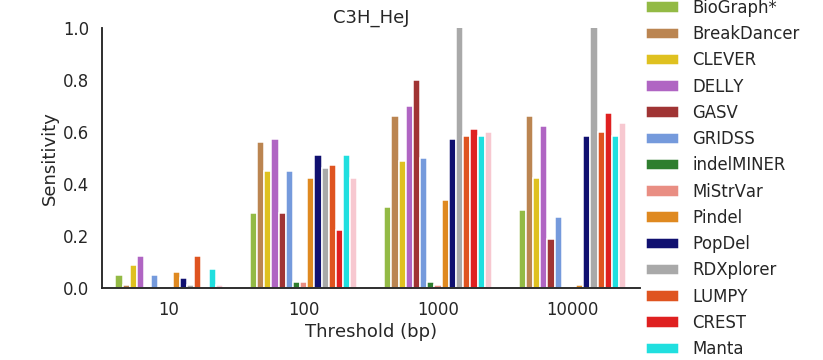 C3H_HeJ
1.0
0.8
0.6
0.4
0.2
0.0
Sensitivity
10
100
1000
10000
Threshold (bp)
BioGraph*
BreakDancer
CLEVER
DELLY
GASV
GRIDSS
indelMINER
MiStrVar
Pindel
PopDel
RDXplorer
LUMPY
CREST
Manta